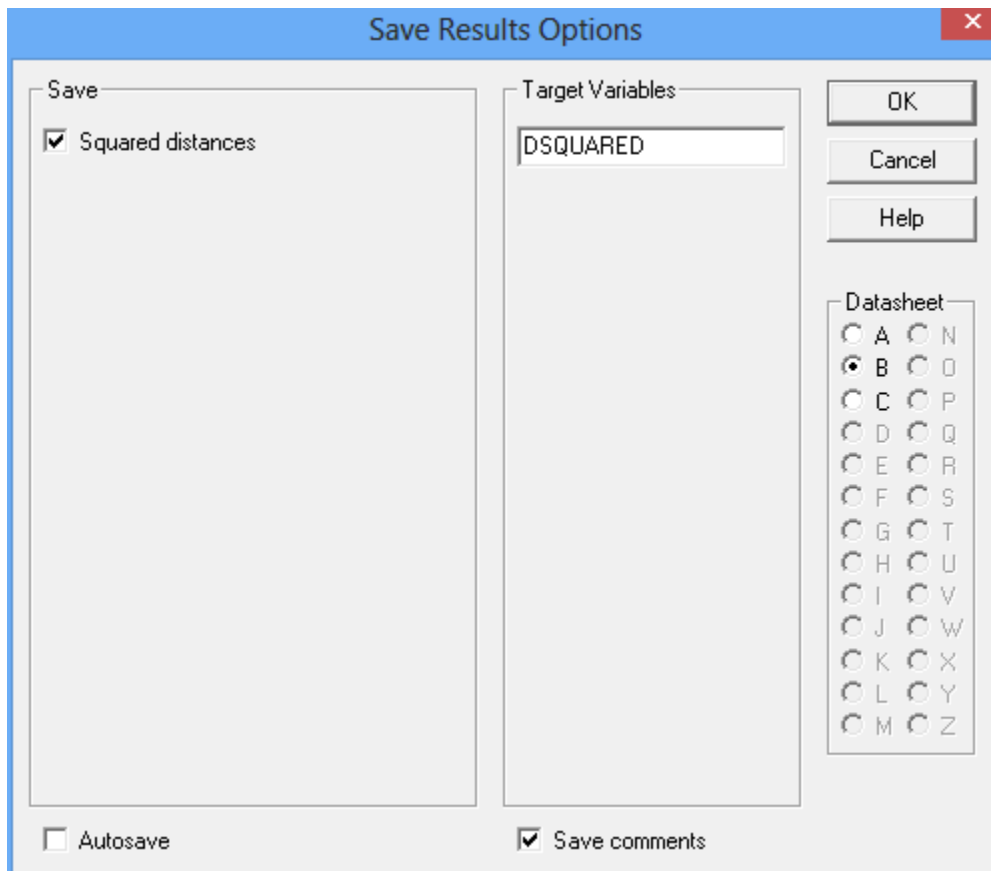 Save Results Options
Save
Squared distances
Target Variables
DSQUARED
OK
Cancel
Help
Datasheet
A N
B O
C P
D Q
E R
F S
G T
H U
I V
J W
K X
L Y
M Z
Autosave
Save comments